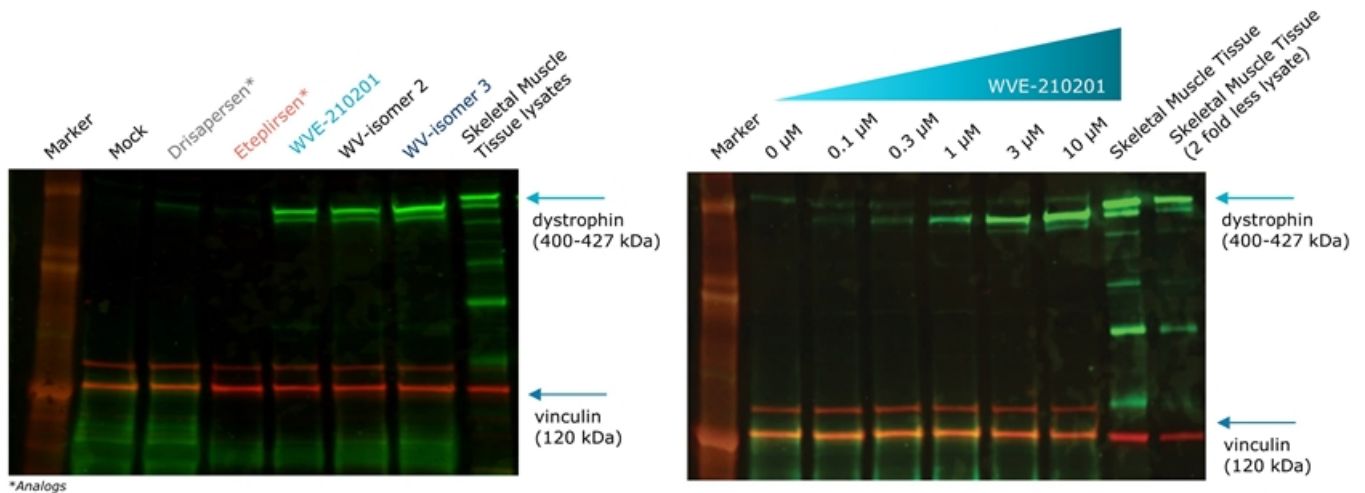 Marker
Mock
Drisapersen*
Eteplirsen*
WVE-210201
WV-isomer 2
WV-isomer 3
Skeletal Muscle
Tissue lysates
dystrophin
(400-427 kDa)
vinculin
(120 kDa)
*Analogs
WVE-210201
Marker
0 µM
0.1 µM
0.3 µM
1 µM
3 µM
10 µM
Skeletal Muscle Tissue
Skeletal Muscle Tissue
(2 fold less lysate)
dystrophin
(400-427 kDa)
vinculin
(120 kDa)